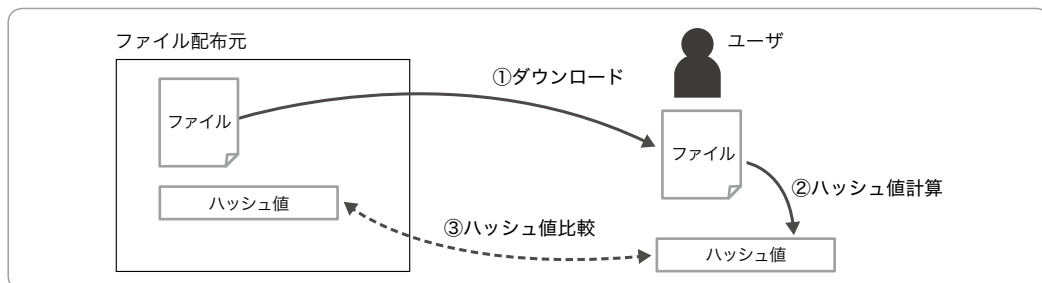 ファイル配布元
ユーザ
①ダウンロード
ファイル
ファイル
②ハッシュ値計算
ハッシュ値
③ハッシュ値比較
ハッシュ値